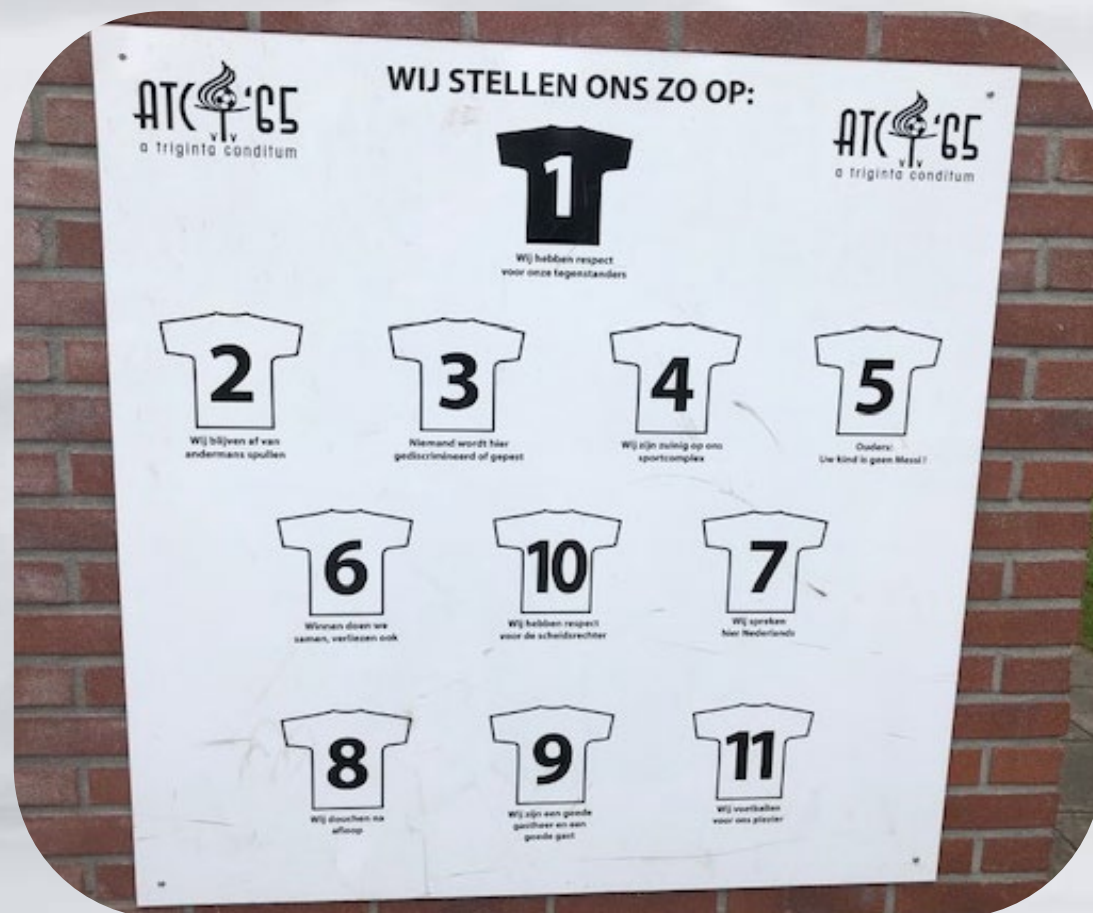 ATC '65
v v
a triginta conditum
WIJ STELLEN ONS ZO OP:
ATC '65
v v
a triginta conditum
1
Wij hebben respect
voor onze tegenstanders
2
Wij blijven af van
andermans spullen
3
Niemand wordt hier
gediscrimineerd of gepest
4
Wij zijn zuinig op ons
sportcomplex
5
Ouders:
Uw kind is geen Messi!
6
Winnen doen we
samen, verliezen ook
10
Wij hebben respect
voor de scheidsrechter
7
Wij spreken
hier Nederlands
8
Wij douchen na
afloop
9
Wij zijn een goede
gastheer en een
goede gast
11
Wij voetballen
voor ons plezier